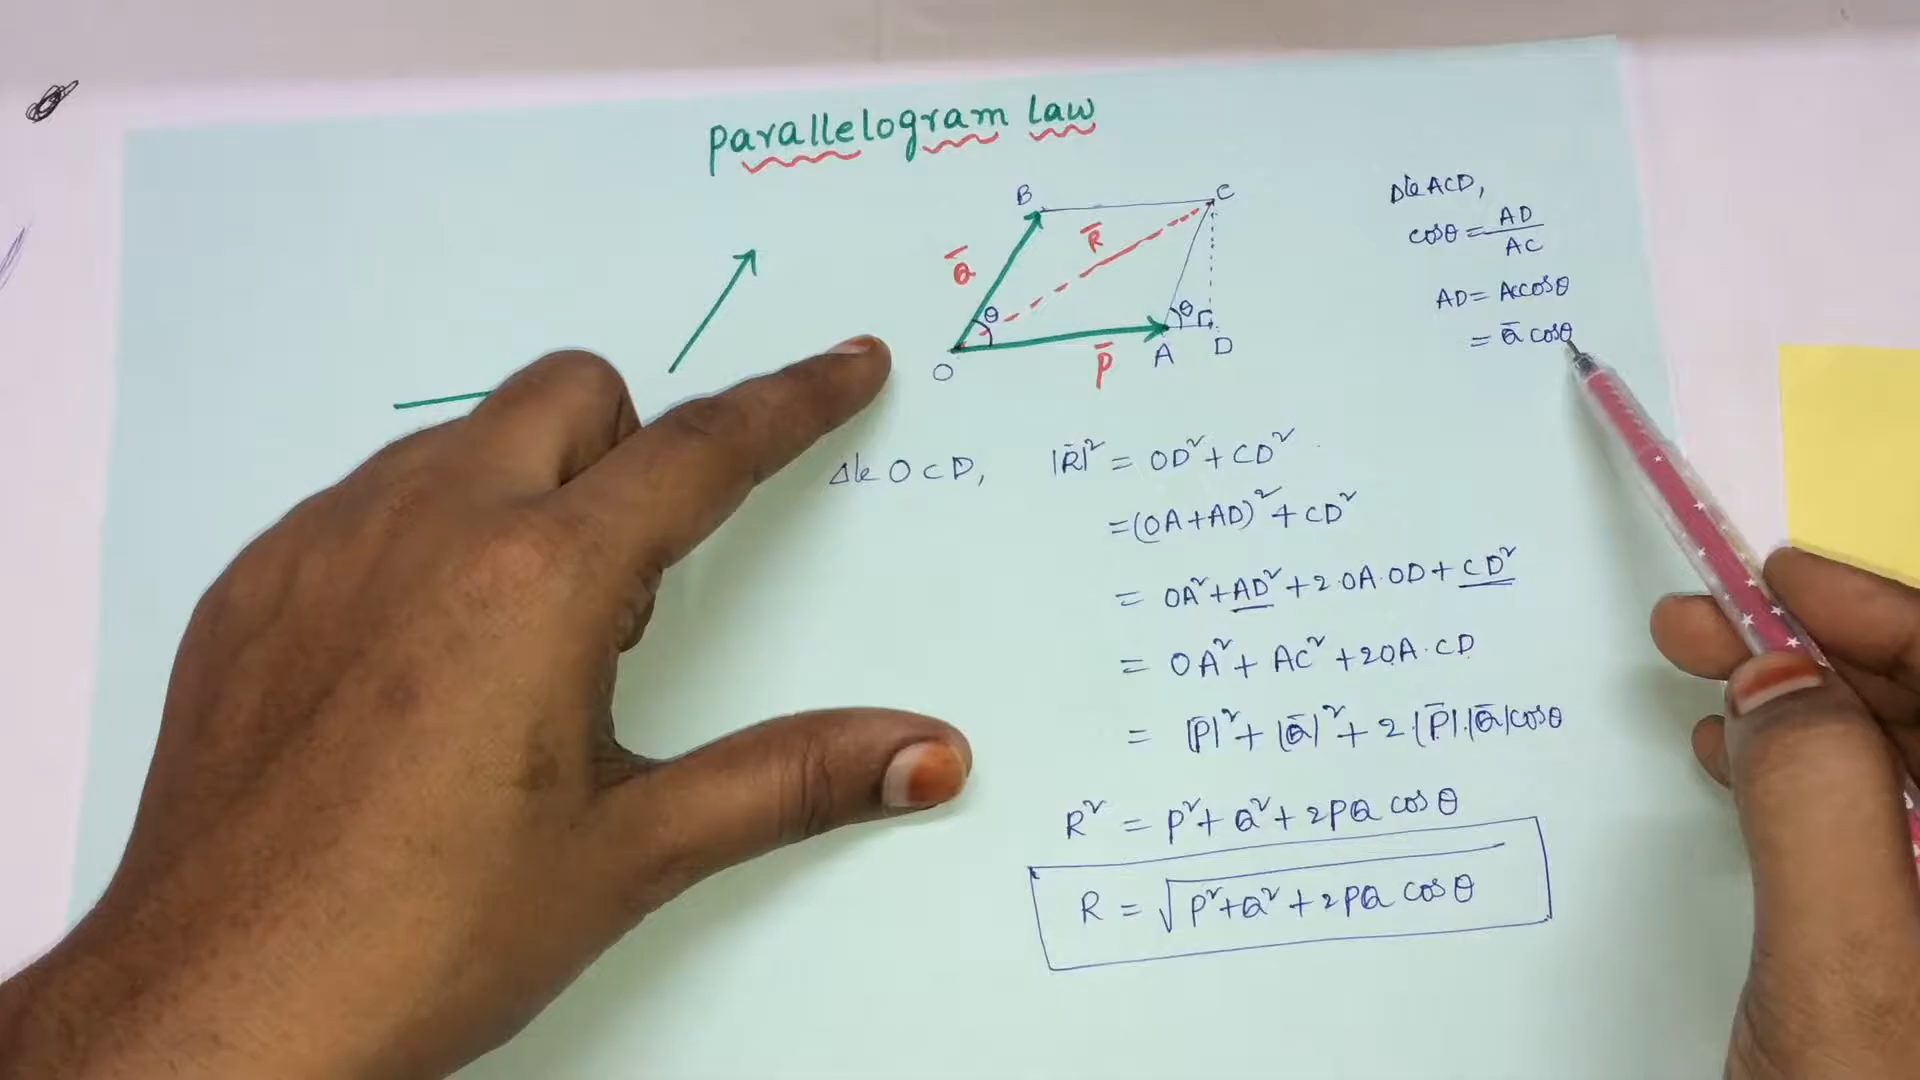 Parallelogram Law
B
C
Q̄
R̄
θ
θ
O
P̄
A
D
Δle ACD,
cosθ = AD/AC
AD = ACcosθ
= Q̄ cosθ
Δle OCD, |R̄|² = OD² + CD²
= (OA + AD)² + CD²
= OA² + AD² + 2·OA·OD + CD²
= OA² + AC² + 2OA·CD
= |P|² + |Q̄|² + 2·|P̄|·|Q̄|cosθ
R² = P² + Q² + 2PQ cosθ
R = √P² + Q² + 2PQ cosθ